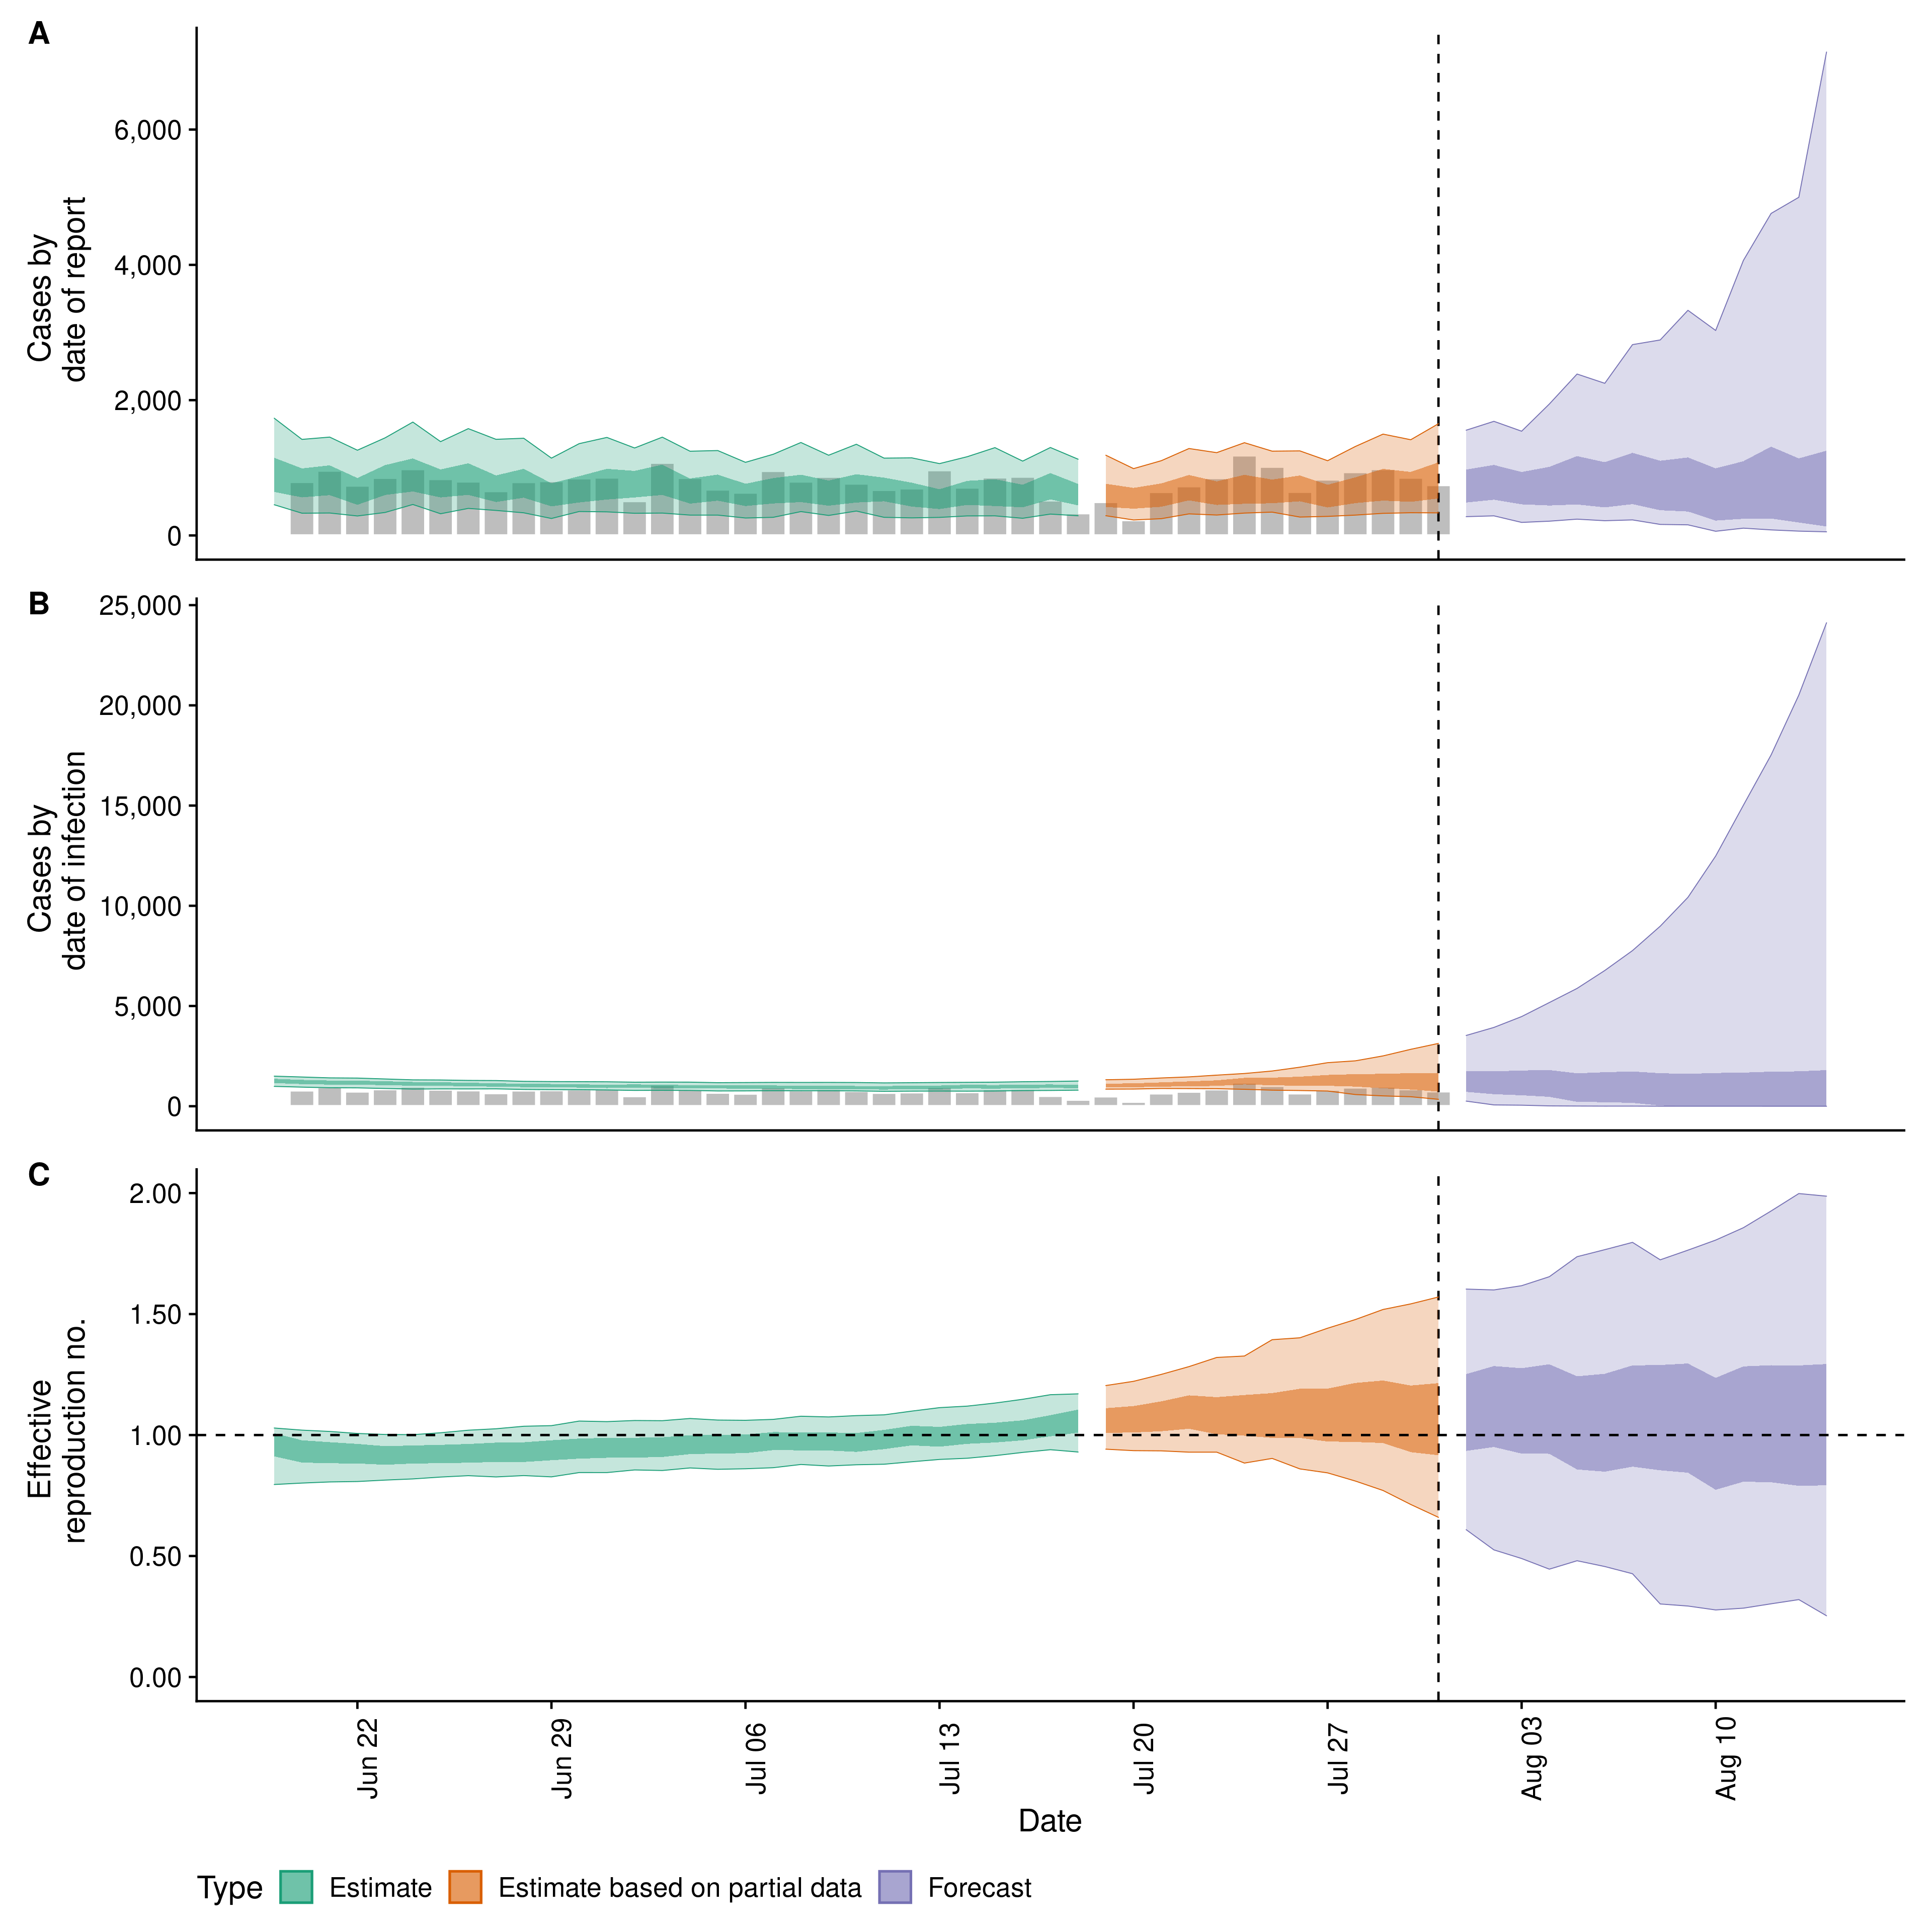 A
6,000
4,000
2,000
0
Cases by
date of report
B
25,000
20,000
15,000
10,000
5,000
0
Cases by
date of infection
C
2.00
1.50
1.00
0.50
0.00
Effective
reproduction no.
Jun 22
Jun 29
Jul 06
Jul 13
Jul 20
Jul 27
Aug 03
Aug 10
Date
Type Estimate Estimate based on partial data Forecast